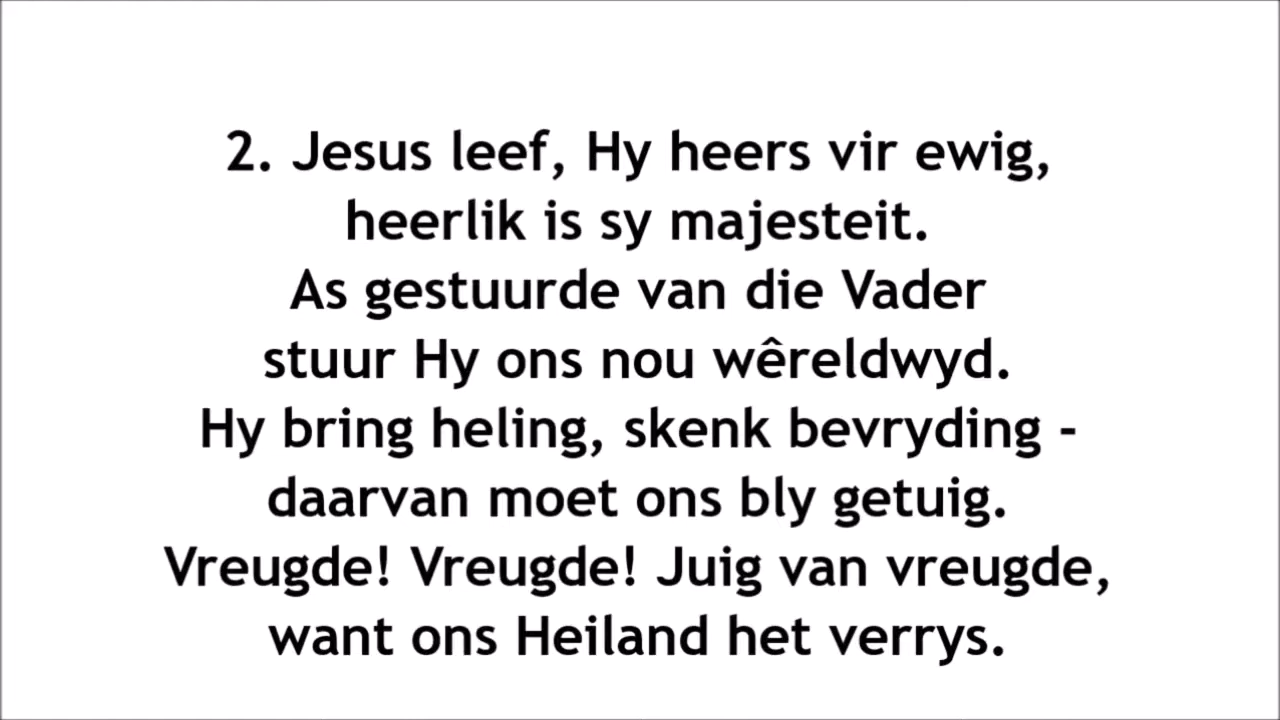 2. Jesus leef, Hy heers vir ewig,
heerlik is sy majesteit.
As gestuurde van die Vader
stuur Hy ons nou wêreldwyd.
Hy bring heling, skenk bevryding -
daarvan moet ons bly getuig.
Vreugde! Vreugde! Juig van vreugde,
want ons Heiland het verrys.